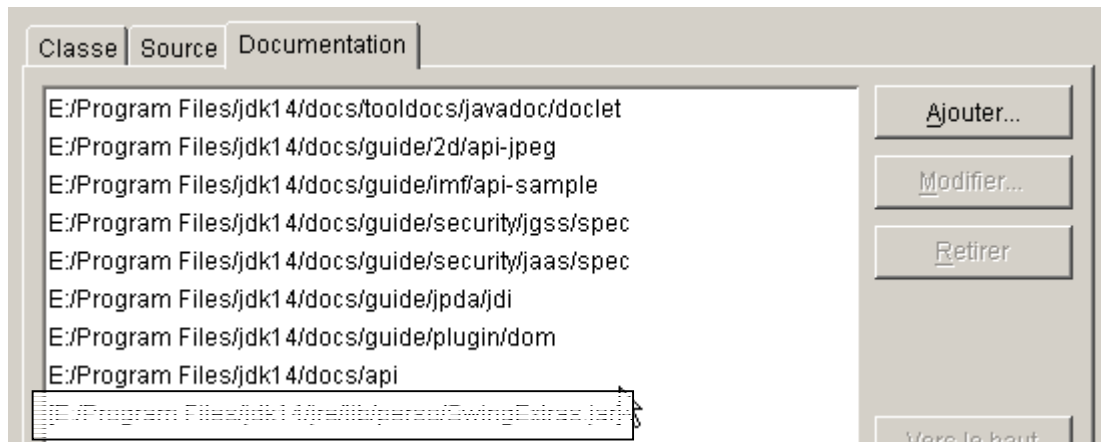 Classe Source Documentation
E:/Program Files/jdk14/docs/tooldocs/javadoc/doclet
Ajouter...
E:/Program Files/jdk14/docs/guide/2d/api-jpeg
E:/Program Files/jdk14/docs/guide/imf/api-sample
Modifier...
E:/Program Files/jdk14/docs/guide/security/jgss/spec
E:/Program Files/jdk14/docs/guide/security/jaas/spec
Retirer
E:/Program Files/jdk14/docs/guide/jpda/jdi
E:/Program Files/jdk14/docs/guide/plugin/dom
E:/Program Files/jdk14/docs/api
Vers le haut